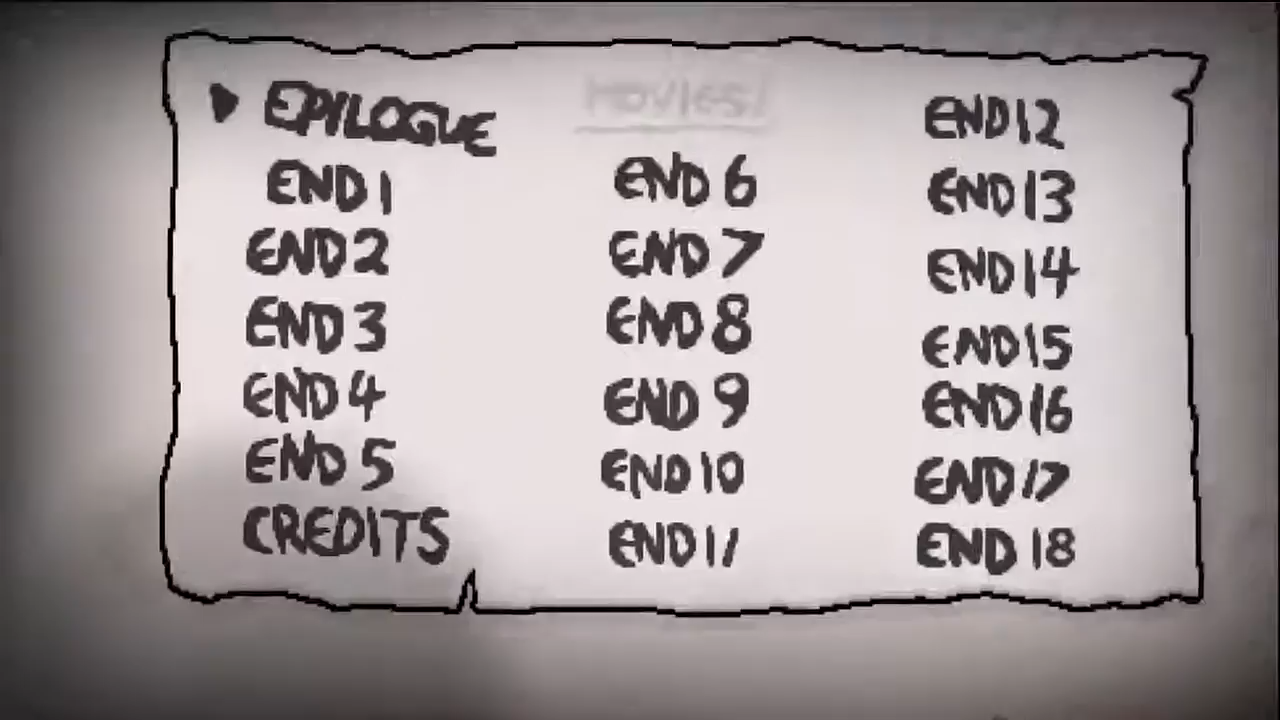 MOVIES!
EPILOGUE
END 1
END 2
END 3
END 4
END 5
CREDITS
END 6
END 7
END 8
END 9
END 10
END 11
END 12
END 13
END 14
END 15
END 16
END 17
END 18